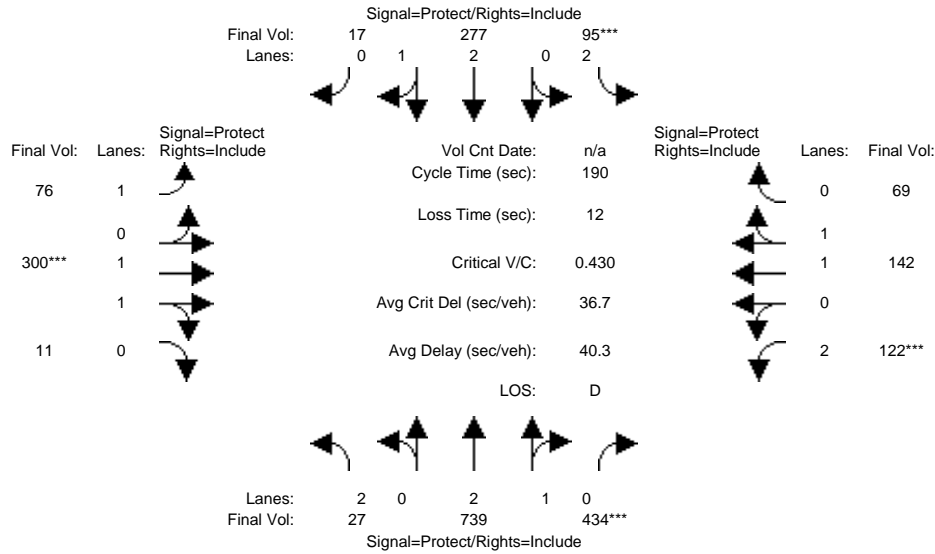 Signal=Protect/Rights=Include
Final Vol: 17 277 95***
Lanes: 0 1 2 0 2
Signal=Protect
Final Vol: Lanes: Rights=Include
Vol Cnt Date: n/a
Signal=Protect
Rights=Include Lanes: Final Vol:
Cycle Time (sec): 190
76 1
0 69
Loss Time (sec): 12
0
1
300*** 1
Critical V/C: 0.430
1 142
1
Avg Crit Del (sec/veh): 36.7
0
11 0
Avg Delay (sec/veh): 40.3
2 122***
LOS: D
Lanes: 2 0 2 1 0
Final Vol: 27 739 434***
Signal=Protect/Rights=Include